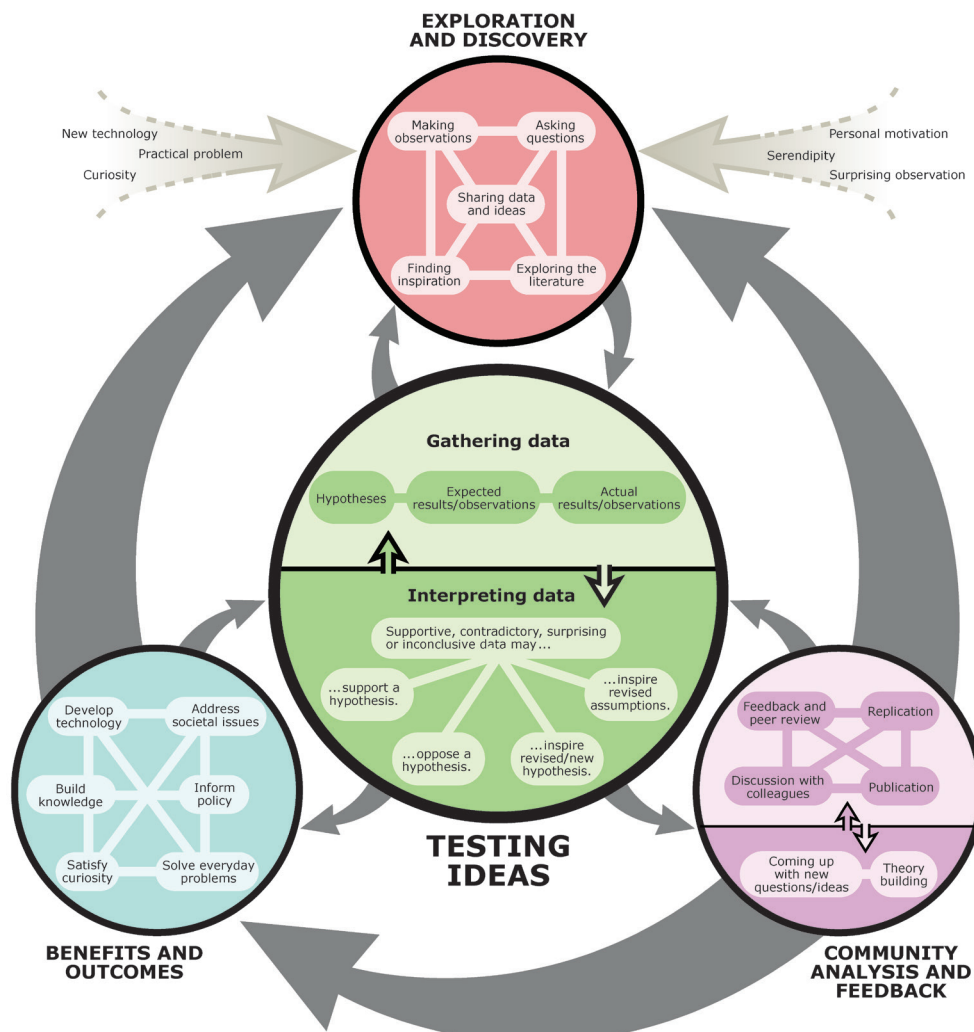 EXPLORATION
AND DISCOVERY
New technology
Practical problem
Curiosity
Personal motivation
Serendipity
Surprising observation
Making
observations
Asking
questions
Sharing data
and ideas
Finding
inspiration
Exploring the
literature
Gathering data
Hypotheses
Expected
results/observations
Actual
results/observations
Interpreting data
Supportive, contradictory, surprising
or inconclusive data may...
...support a
hypothesis.
...oppose a
hypothesis.
...inspire
revised/new
hypothesis.
...inspire
revised
assumptions.
TESTING
IDEAS
Develop
technology
Address
societal issues
Build
knowledge
Inform
policy
Satisfy
curiosity
Solve everyday
problems
BENEFITS AND
OUTCOMES
Feedback and
peer review
Replication
Discussion with
colleagues
Publication
Coming up
with new
questions/ideas
Theory
building
COMMUNITY
ANALYSIS AND
FEEDBACK